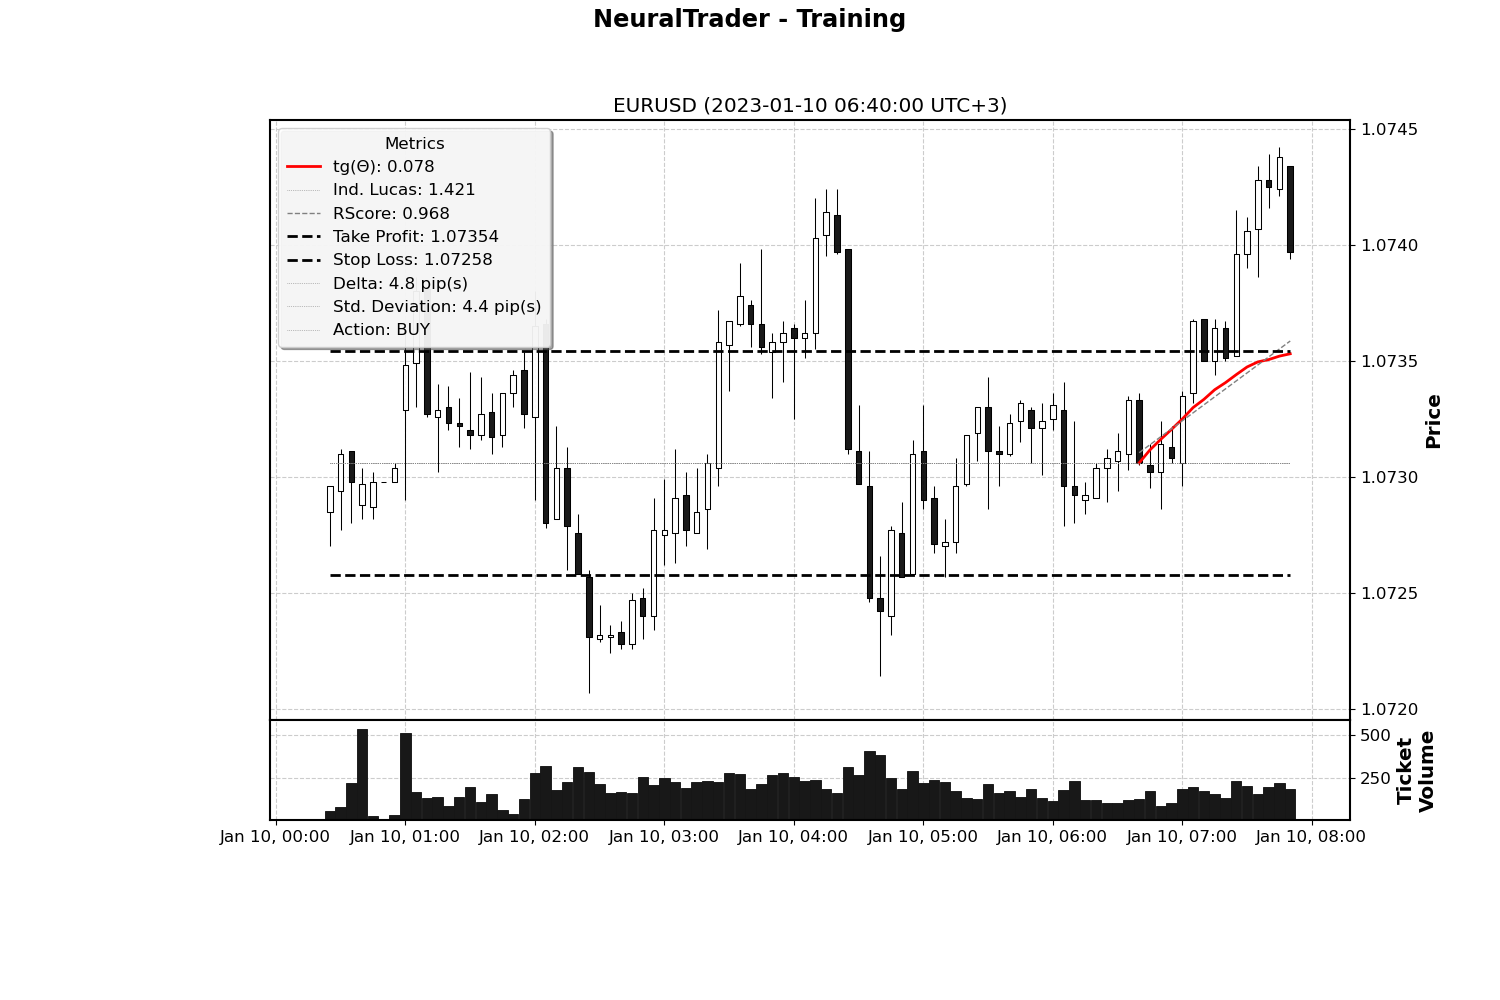 NeuralTrader - Training
EURUSD (2023-01-10 06:40:00 UTC+3)
Metrics
tg(Θ): 0.078
Ind. Lucas: 1.421
RScore: 0.968
Take Profit: 1.07354
Stop Loss: 1.07258
Delta: 4.8 pip(s)
Std. Deviation: 4.4 pip(s)
Action: BUY
1.0745
1.0740
1.0735
1.0730
1.0725
1.0720
Price
500
250
Ticket
Volume
Jan 10, 00:00
Jan 10, 01:00
Jan 10, 02:00
Jan 10, 03:00
Jan 10, 04:00
Jan 10, 05:00
Jan 10, 06:00
Jan 10, 07:00
Jan 10, 08:00